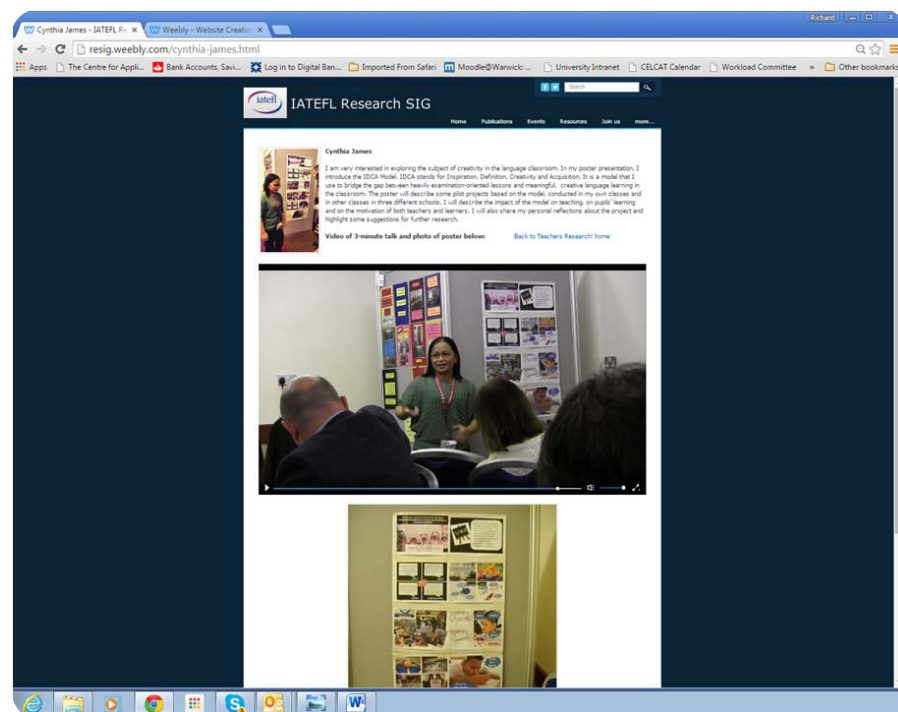 Richard
Cynthia James - IATEFL Re
Weebly - Website Creatio
resig.weebly.com/cynthia-james.html
Apps
The Centre for Appli...
Bank Accounts, Savi...
Log in to Digital Ban...
Imported From Safari
Moodle@Warwick: ...
University Intranet
CELCAT Calendar
Workload Committee
»
Other bookmarks
Search
iatefl
IATEFL Research SIG
Home Publications Events Resources Join us more...
Cynthia James
I am very interested in exploring the subject of creativity in the language classroom. In my poster presentation, I
introduce the IDCA Model. IDCA stands for Inspiration, Definition, Creativity and Aquisition. It is a model that I
use to bridge the gap between heavily examination-oriented lessons and meaningful, creative language learning in
the classroom. The poster will describe some pilot projects based on the model, conducted in my own classes and
in other classes in three different schools. I will describe the impact of the model on teaching, on pupils' learning
and on the motivation of both teachers and learners. I will also share my personal reflections about the project and
highlight some suggestions for further research.
Video of 3-minute talk and photo of poster below:
Back to Teachers Research! home